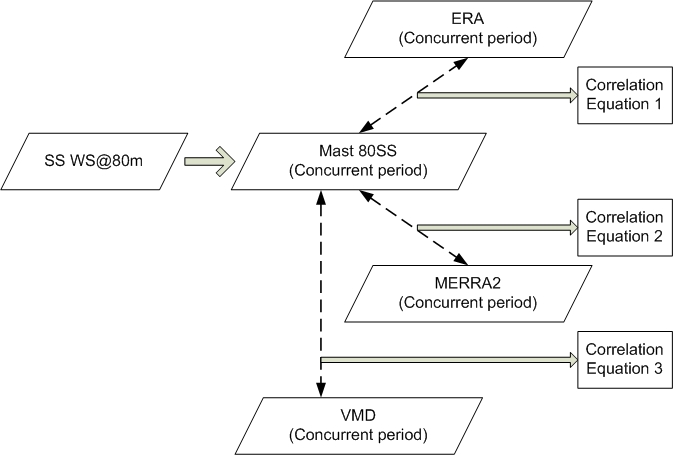 ERA
(Concurrent period)
Correlation
Equation 1
SS WS@80m
Mast 80SS
(Concurrent period)
Correlation
Equation 2
MERRA2
(Concurrent period)
Correlation
Equation 3
VMD
(Concurrent period)